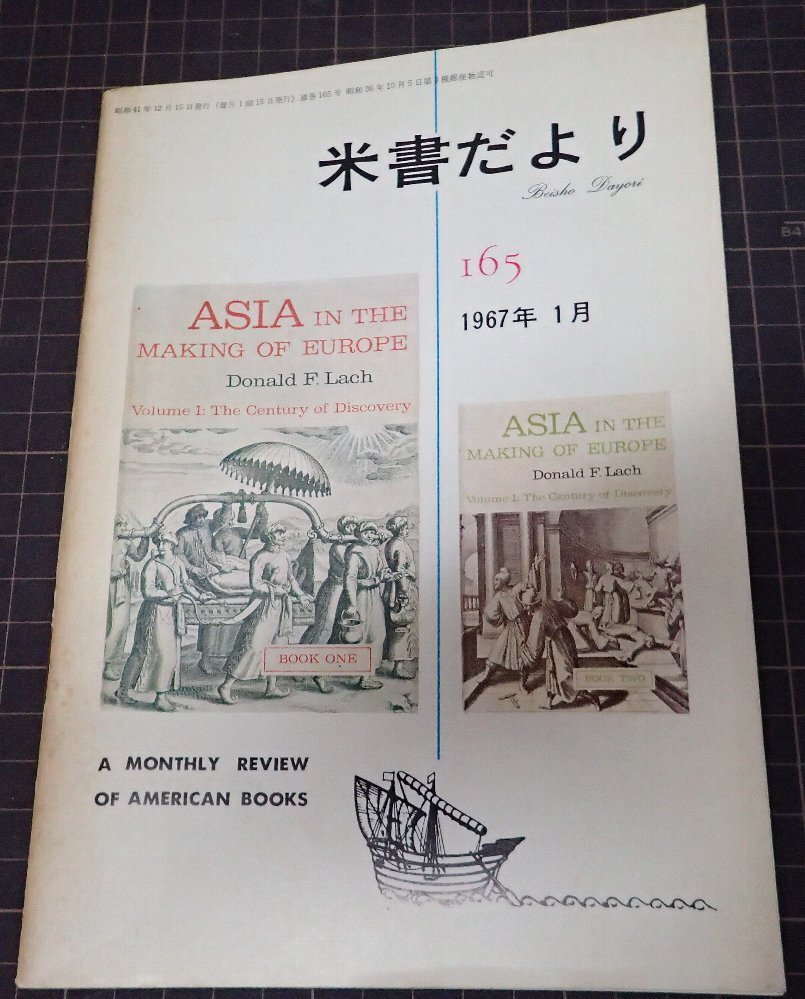 昭和41年12月15日発行（毎月1回15日発行）通巻165号 昭和36年10月5日第 種郵便物認可
米書だより
Beisho Dayori
165
1967年 1月
ASIA IN THE
MAKING OF EUROPE
Donald F. Lach
Volume I: The Century of Discovery
BOOK ONE
ASIA IN THE
MAKING OF EUROPE
Donald F. Lach
Volume I: The Century of Discovery
BOOK TWO
A MONTHLY REVIEW
OF AMERICAN BOOKS
B4